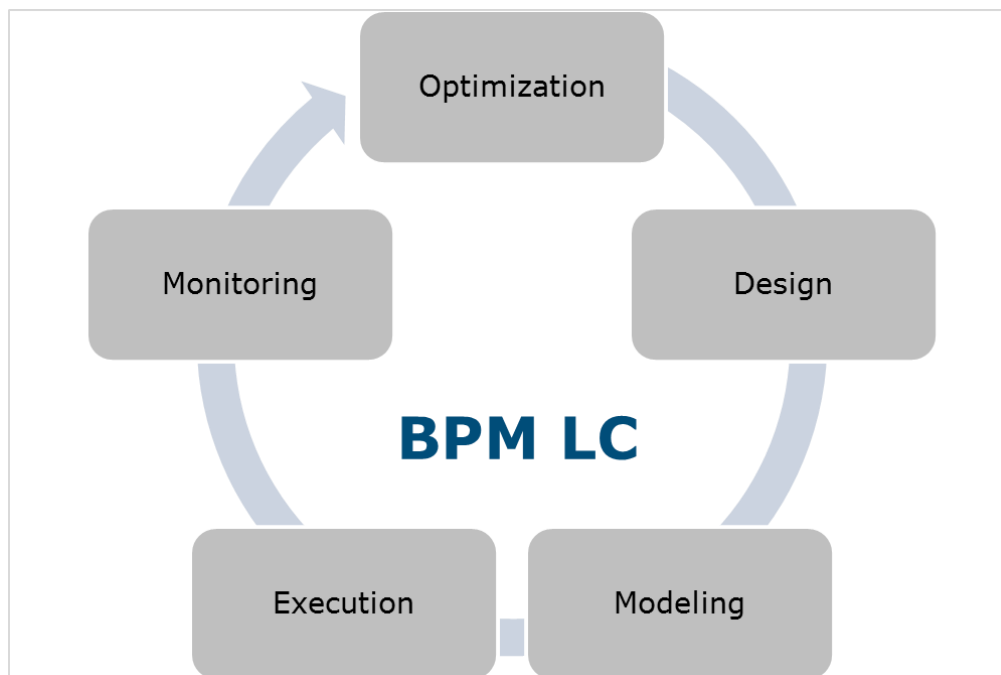 Optimization
Monitoring
Design
BPM LC
Execution
Modeling